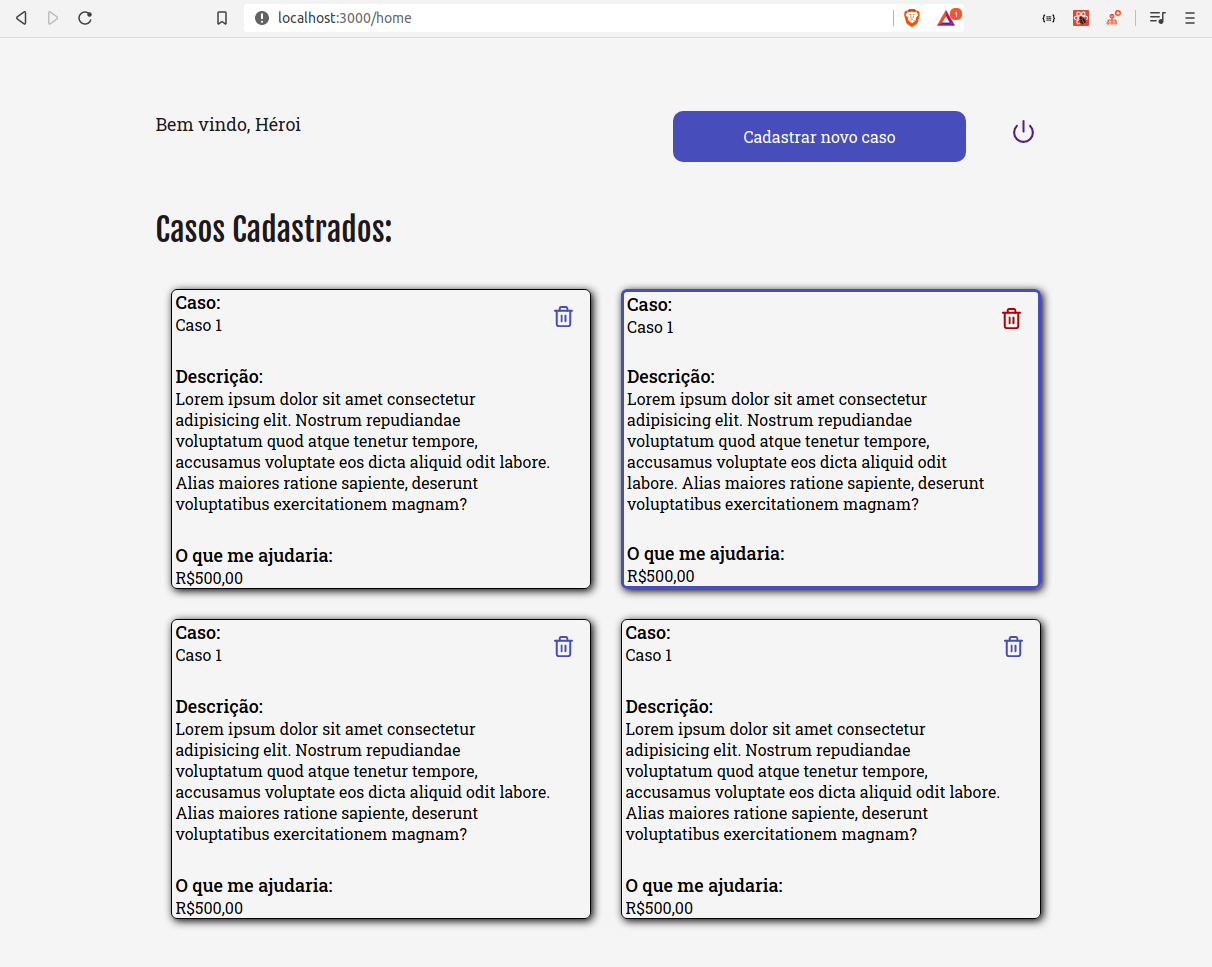 localhost:3000/home
1
Bem vindo, Héroi
Cadastrar novo caso
Casos Cadastrados:
Caso:
Caso 1
Descrição:
Lorem ipsum dolor sit amet consectetur
adipisicing elit. Nostrum repudiandae
voluptatum quod atque tenetur tempore,
accusamus voluptate eos dicta aliquid odit labore.
Alias maiores ratione sapiente, deserunt
voluptatibus exercitationem magnam?
O que me ajudaria:
R$500,00
Caso:
Caso 1
Descrição:
Lorem ipsum dolor sit amet consectetur
adipisicing elit. Nostrum repudiandae
voluptatum quod atque tenetur tempore,
accusamus voluptate eos dicta aliquid odit
labore. Alias maiores ratione sapiente, deserunt
voluptatibus exercitationem magnam?
O que me ajudaria:
R$500,00
Caso:
Caso 1
Descrição:
Lorem ipsum dolor sit amet consectetur
adipisicing elit. Nostrum repudiandae
voluptatum quod atque tenetur tempore,
accusamus voluptate eos dicta aliquid odit labore.
Alias maiores ratione sapiente, deserunt
voluptatibus exercitationem magnam?
O que me ajudaria:
R$500,00
Caso:
Caso 1
Descrição:
Lorem ipsum dolor sit amet consectetur
adipisicing elit. Nostrum repudiandae
voluptatum quod atque tenetur tempore,
accusamus voluptate eos dicta aliquid odit labore.
Alias maiores ratione sapiente, deserunt
voluptatibus exercitationem magnam?
O que me ajudaria:
R$500,00